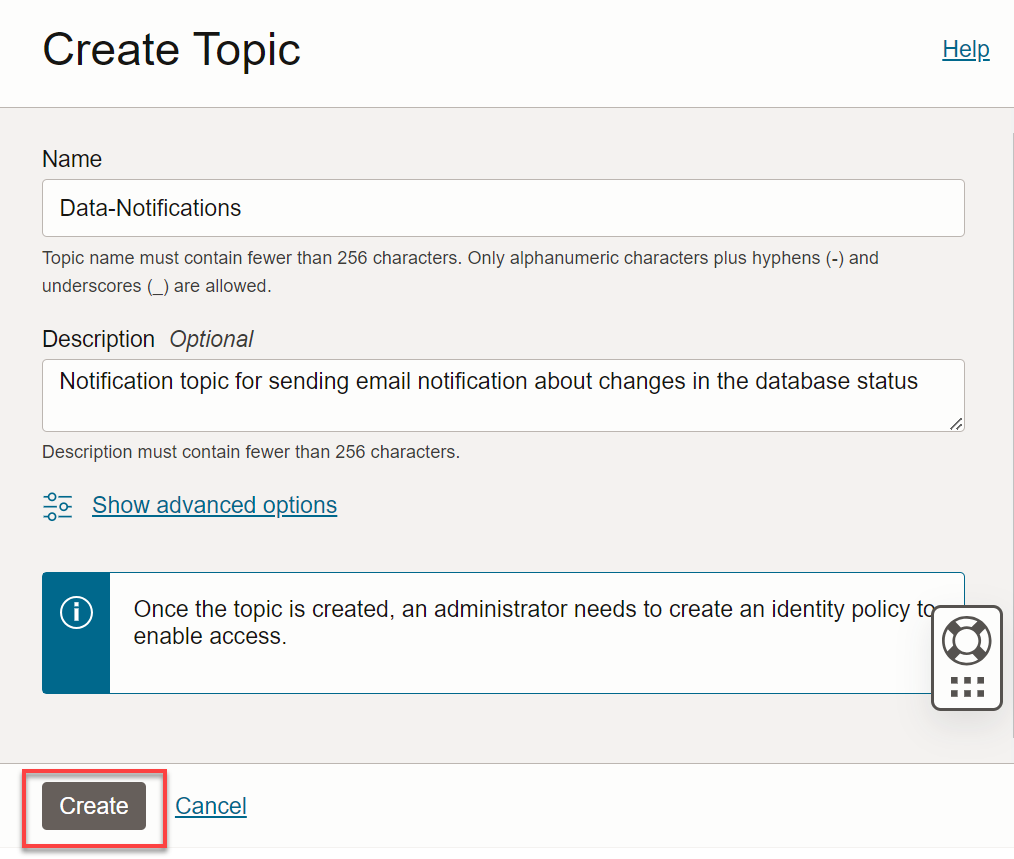 Create Topic
Help
Name
Data-Notifications
Topic name must contain fewer than 256 characters. Only alphanumeric characters plus hyphens (-) and
underscores (_) are allowed.
Description Optional
Notification topic for sending email notification about changes in the database status
Description must contain fewer than 256 characters.
Show advanced options
Once the topic is created, an administrator needs to create an identity policy to
enable access.
Create
Cancel